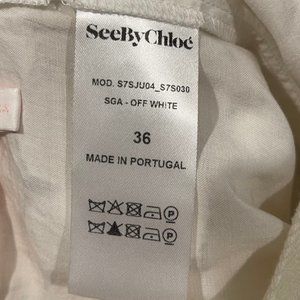 SeeByChloé
MOD. S7SJU04_S7S030
SGA - OFF WHITE
36
MADE IN PORTUGAL
P
P